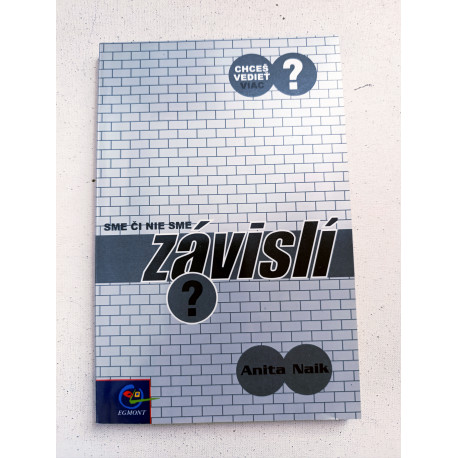 CHCEŠ
VEDIEŤ
VIAC
?
SME ČI NIE SME
závislí
?
Anita Naik
EGMONT